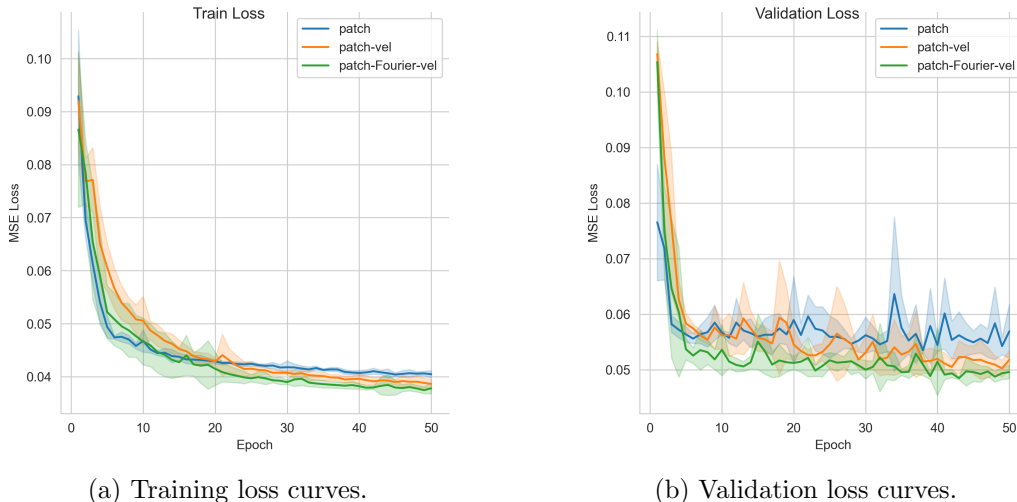 Train Loss
patch
patch-vel
patch-Fourier-vel
0.10
0.09
0.08
0.07
0.06
0.05
0.04
MSE Loss
0 10 20 30 40 50
Epoch
(a) Training loss curves.
Validation Loss
patch
patch-vel
patch-Fourier-vel
0.11
0.10
0.09
0.08
0.07
0.06
0.05
MSE Loss
0 10 20 30 40 50
Epoch
(b) Validation loss curves.